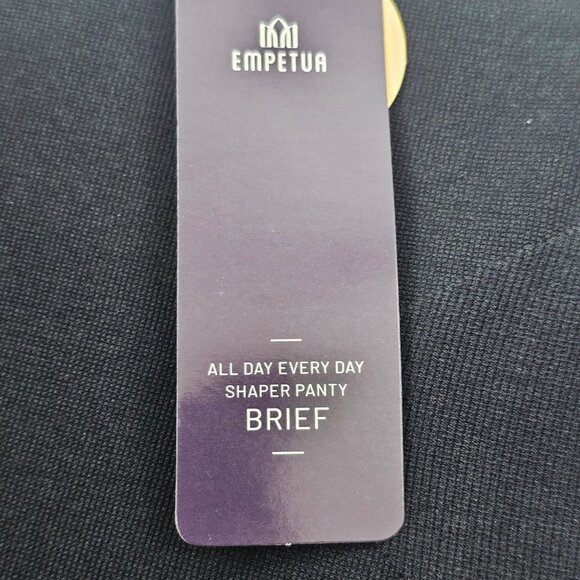 EMPETUA
ALL DAY EVERY DAY
SHAPER PANTY
BRIEF